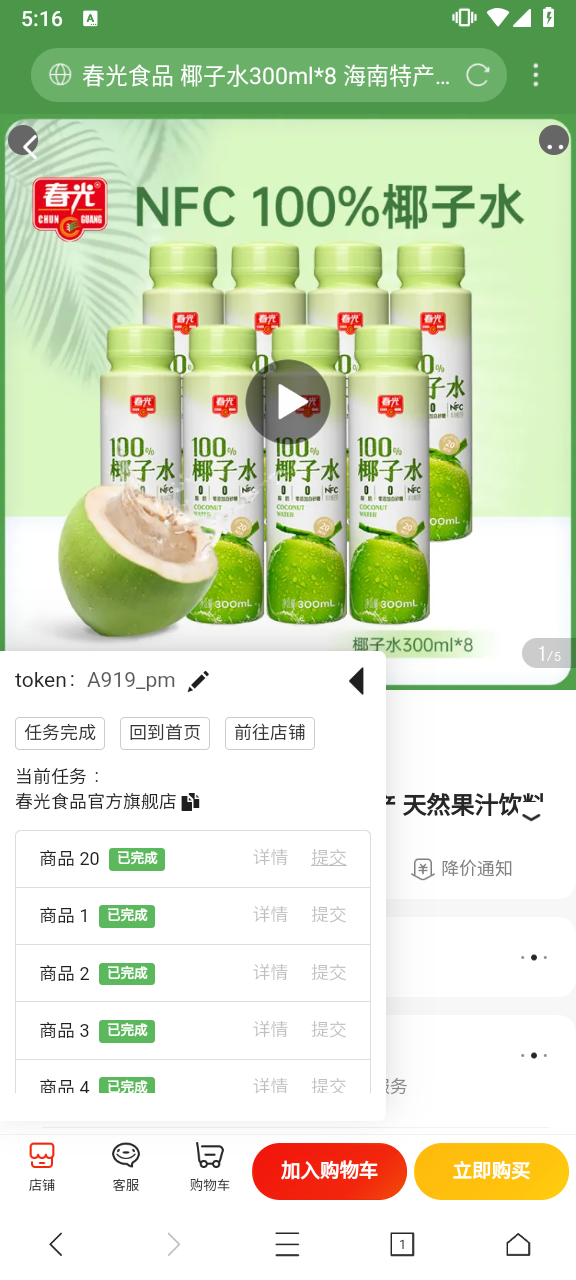 5:16
春光食品 椰子水300ml*8 海南特产...
春光
CHUN GUANG
NFC 100%椰子水
100%
椰子水
NFC
COCONUT WATER
300mL
椰子水300ml*8
1/5
token: A919_pm
任务完成 回到首页 前往店铺
当前任务：
春光食品官方旗舰店
天然果汁饮料
商品 20 已完成 详情 提交
降价通知
商品 1 已完成 详情 提交
商品 2 已完成 详情 提交
商品 3 已完成 详情 提交
商品 4 已完成 详情 提交
服务
店铺 客服 购物车 加入购物车 立即购买
1